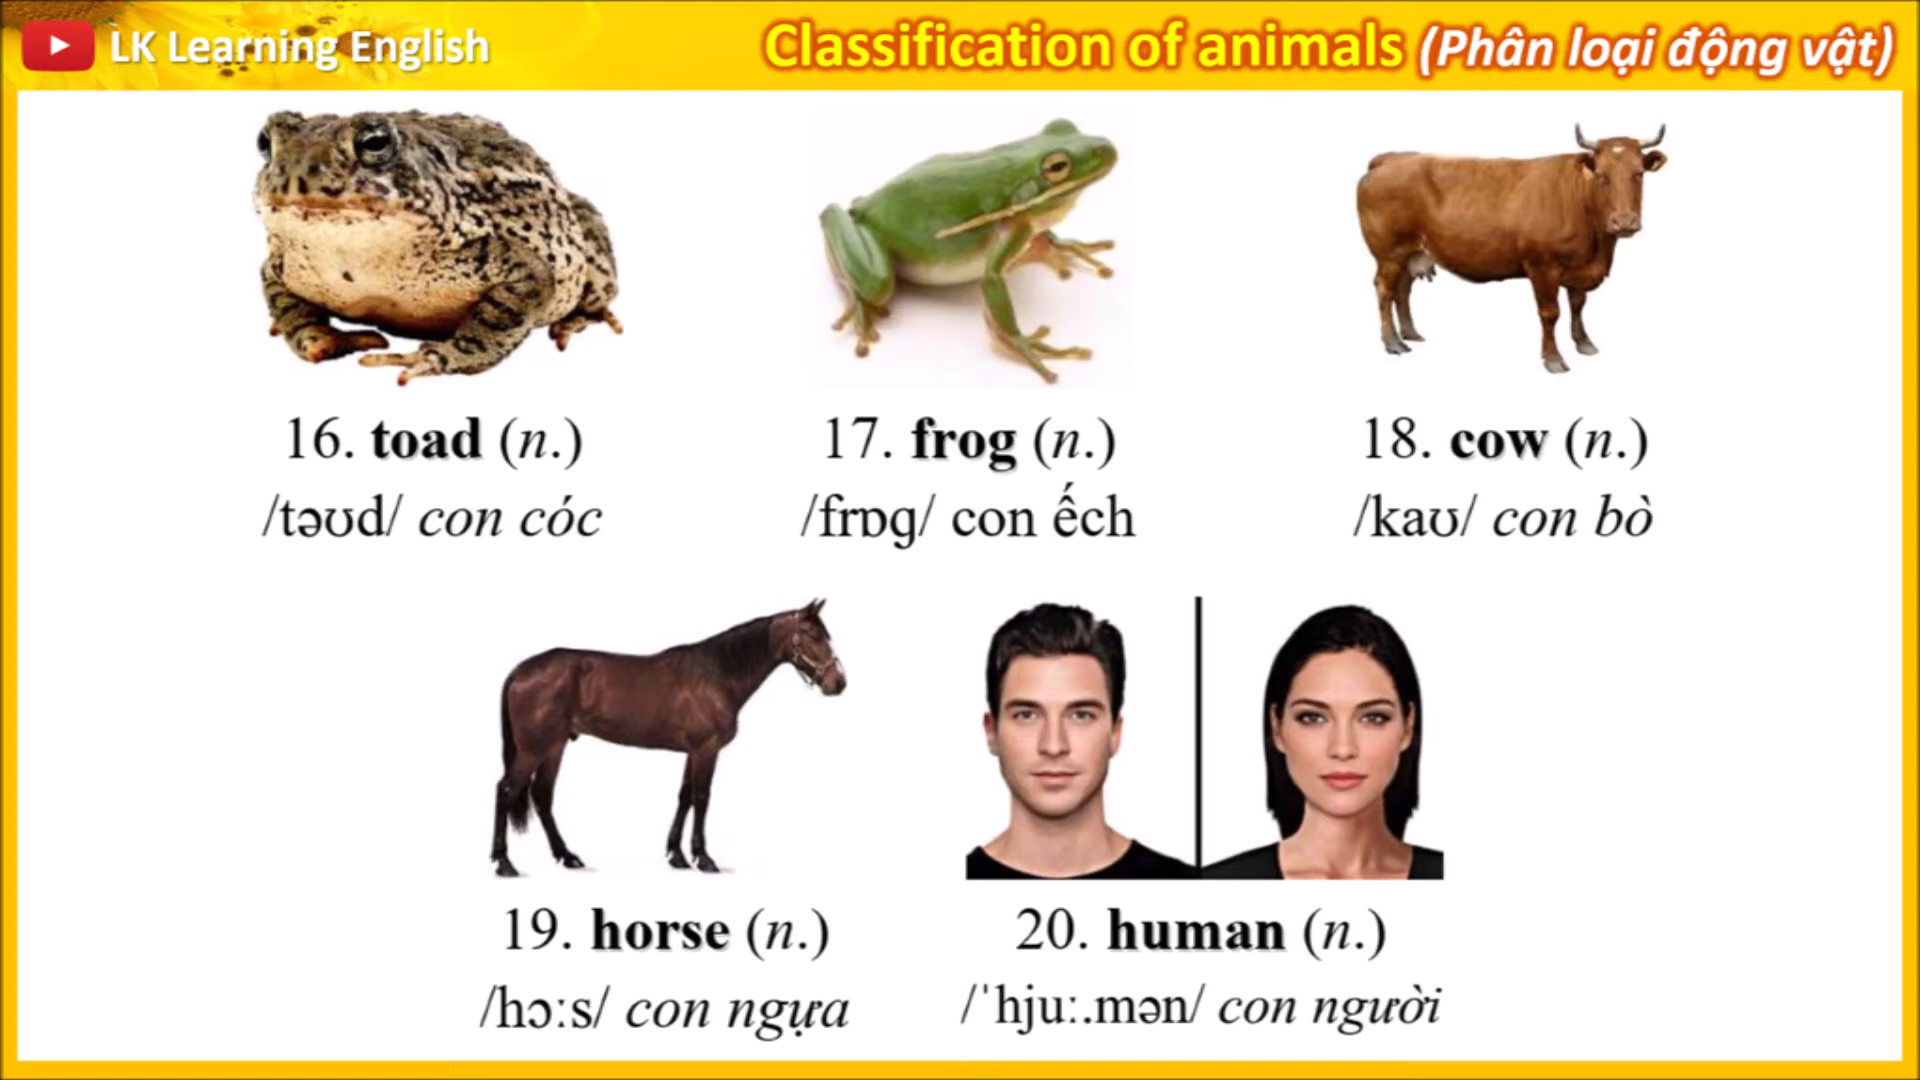 LK Learning English
Classification of animals (Phân loại động vật)
16. toad (n.)
/təʊd/ con cóc
17. frog (n.)
/frɒɡ/ con ếch
18. cow (n.)
/kaʊ/ con bò
19. horse (n.)
/hɔːs/ con ngựa
20. human (n.)
/ˈhjuː.mən/ con người